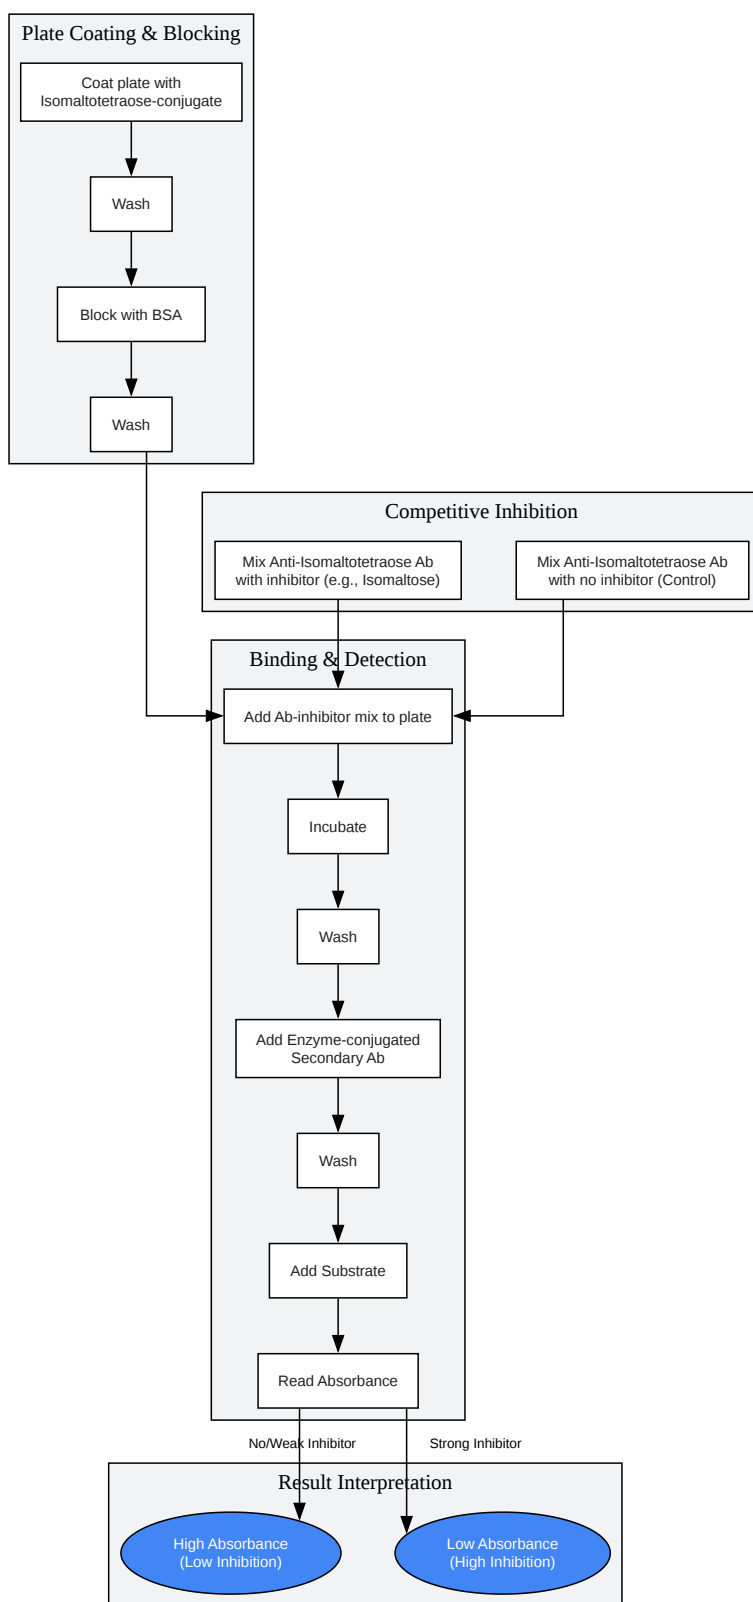 Plate Coating & Blocking
Coat plate with
Isomaltotetraose-conjugate
Wash
Block with BSA
Wash
Competitive Inhibition
Mix Anti-Isomaltotetraose Ab
with inhibitor (e.g., Isomaltose)
Mix Anti-Isomaltotetraose Ab
with no inhibitor (Control)
Binding & Detection
Add Ab-inhibitor mix to plate
Incubate
Wash
Add Enzyme-conjugated
Secondary Ab
Wash
Add Substrate
Read Absorbance
No/Weak Inhibitor
Strong Inhibitor
Result Interpretation
High Absorbance
(Low Inhibition)
Low Absorbance
(High Inhibition)